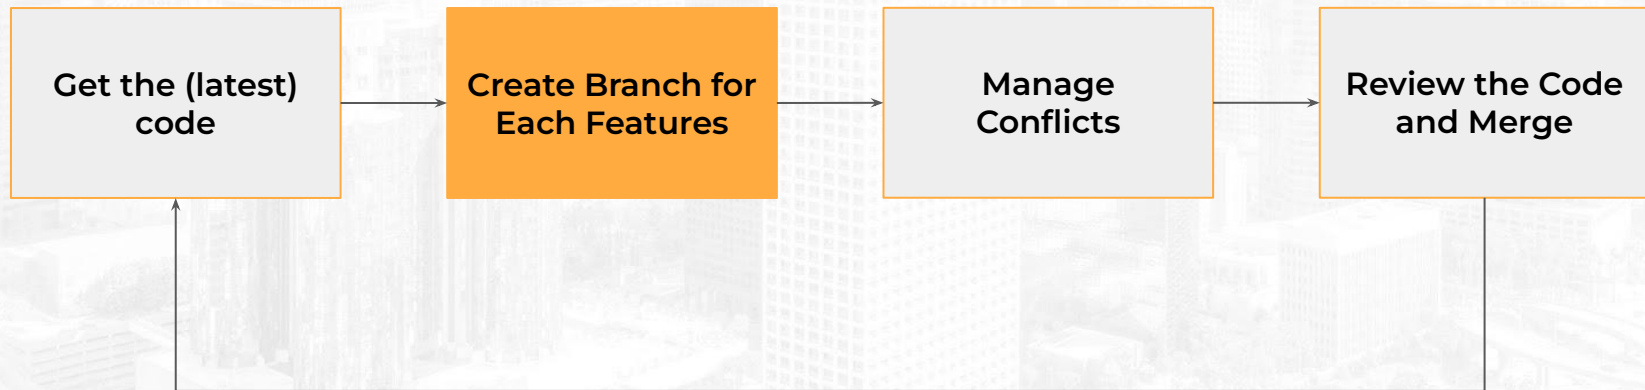 Get the (latest)
code
Create Branch for
Each Features
Manage
Conflicts
Review the Code
and Merge